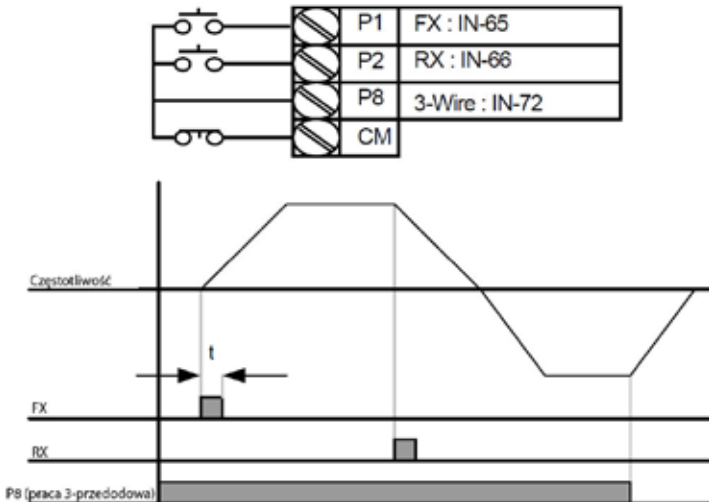 P1 FX : IN-65
P2 RX : IN-66
P8 3-Wire : IN-72
CM
Częstotliwość
t
FX
RX
P8 (praca 3-przedodowa)